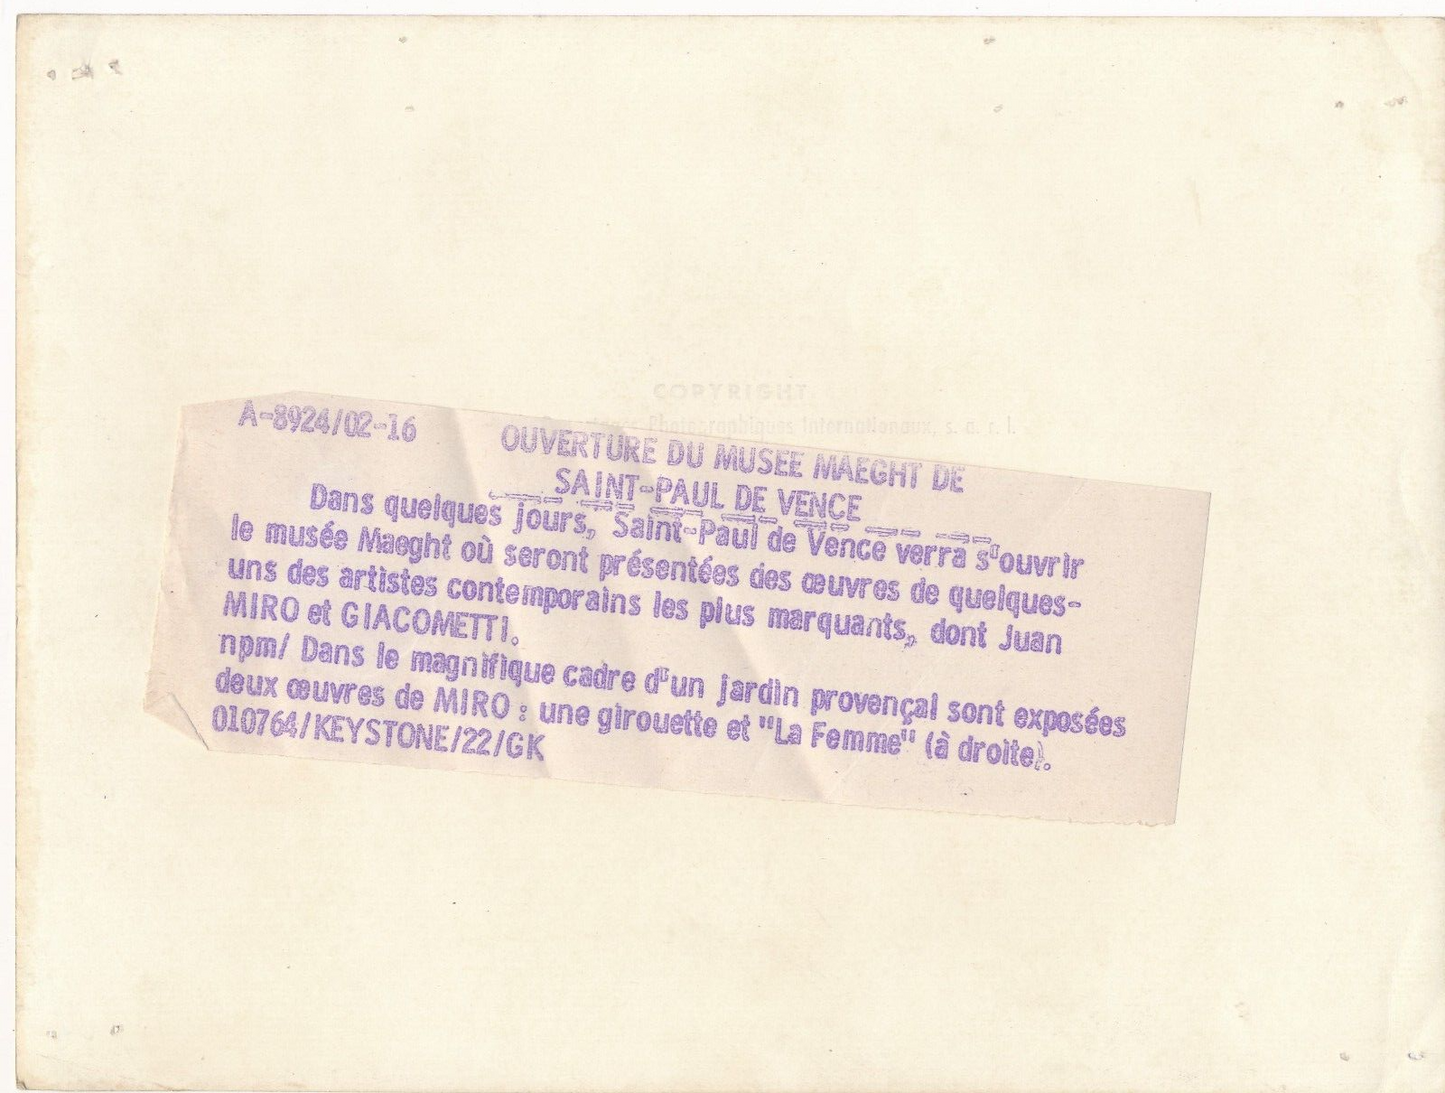 COPYRIGHT
Photographiques Internationaux, s. a. r. l.
A-8924/02-16
OUVERTURE DU MUSEE MAEGHT DE
SAINT-PAUL DE VENCE
Dans quelques jours, Saint-Paul de Vence verra s'ouvrir
le musée Maeght où seront présentées des œuvres de quelques-
uns des artistes contemporains les plus marquants, dont Juan
MIRO et GIACOMETTI.
npm/ Dans le magnifique cadre d'un jardin provençal sont exposées
deux œuvres de MIRO : une girouette et "La Femme" (à droite).
010764/KEYSTONE/22/GK